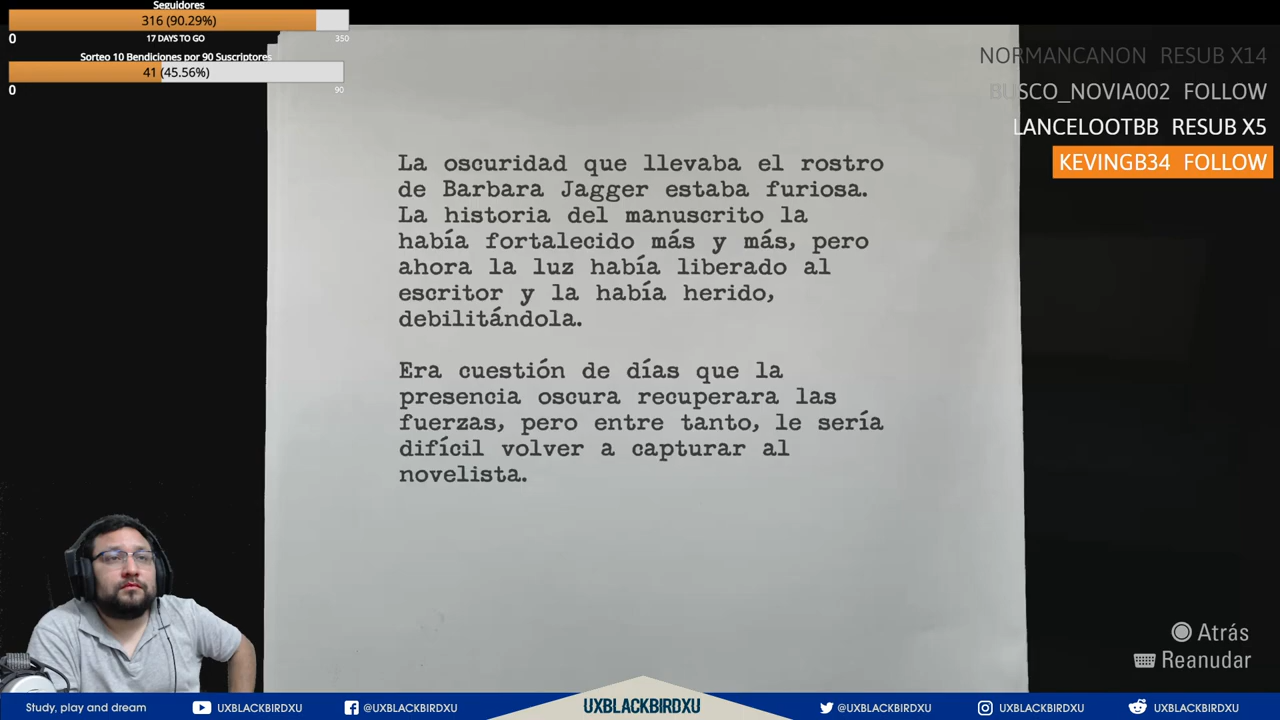 Seguidores
316 (90.29%)
0 17 DAYS TO GO 350
Sorteo 10 Bendiciones por 90 Suscriptores
41 (45.56%)
0 90
NORMANCANON RESUB X14
BUSCO_NOVIA002 FOLLOW
LANCELOOTBB RESUB X5
KEVINGB34 FOLLOW
La oscuridad que llevaba el rostro
de Barbara Jagger estaba furiosa.
La historia del manuscrito la
había fortalecido más y más, pero
ahora la luz había liberado al
escritor y la había herido,
debilitándola.
Era cuestión de días que la
presencia oscura recuperara las
fuerzas, pero entre tanto, le sería
difícil volver a capturar al
novelista.
Atrás
Reanudar
Study, play and dream UXBLACKBIRDXU @UXBLACKBIRDXU UXBLACKBIRDXU @UXBLACKBIRDXU UXBLACKBIRDXU UXBLACKBIRDXU